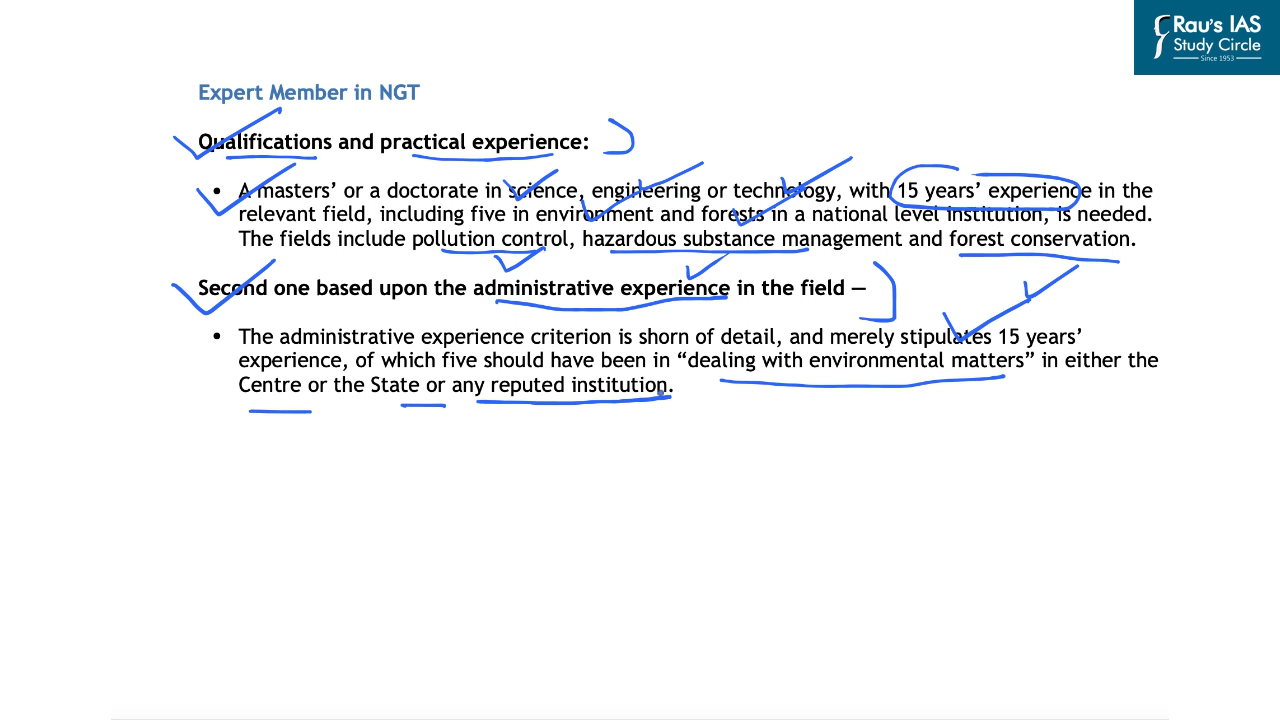 Rau's IAS
Study Circle
Since 1953
Expert Member in NGT
Qualifications and practical experience:
• A masters' or a doctorate in science, engineering or technology, with 15 years' experience in the
relevant field, including five in environment and forests in a national level institution, is needed.
The fields include pollution control, hazardous substance management and forest conservation.
Second one based upon the administrative experience in the field —
• The administrative experience criterion is shorn of detail, and merely stipulates 15 years'
experience, of which five should have been in “dealing with environmental matters” in either the
Centre or the State or any reputed institution.